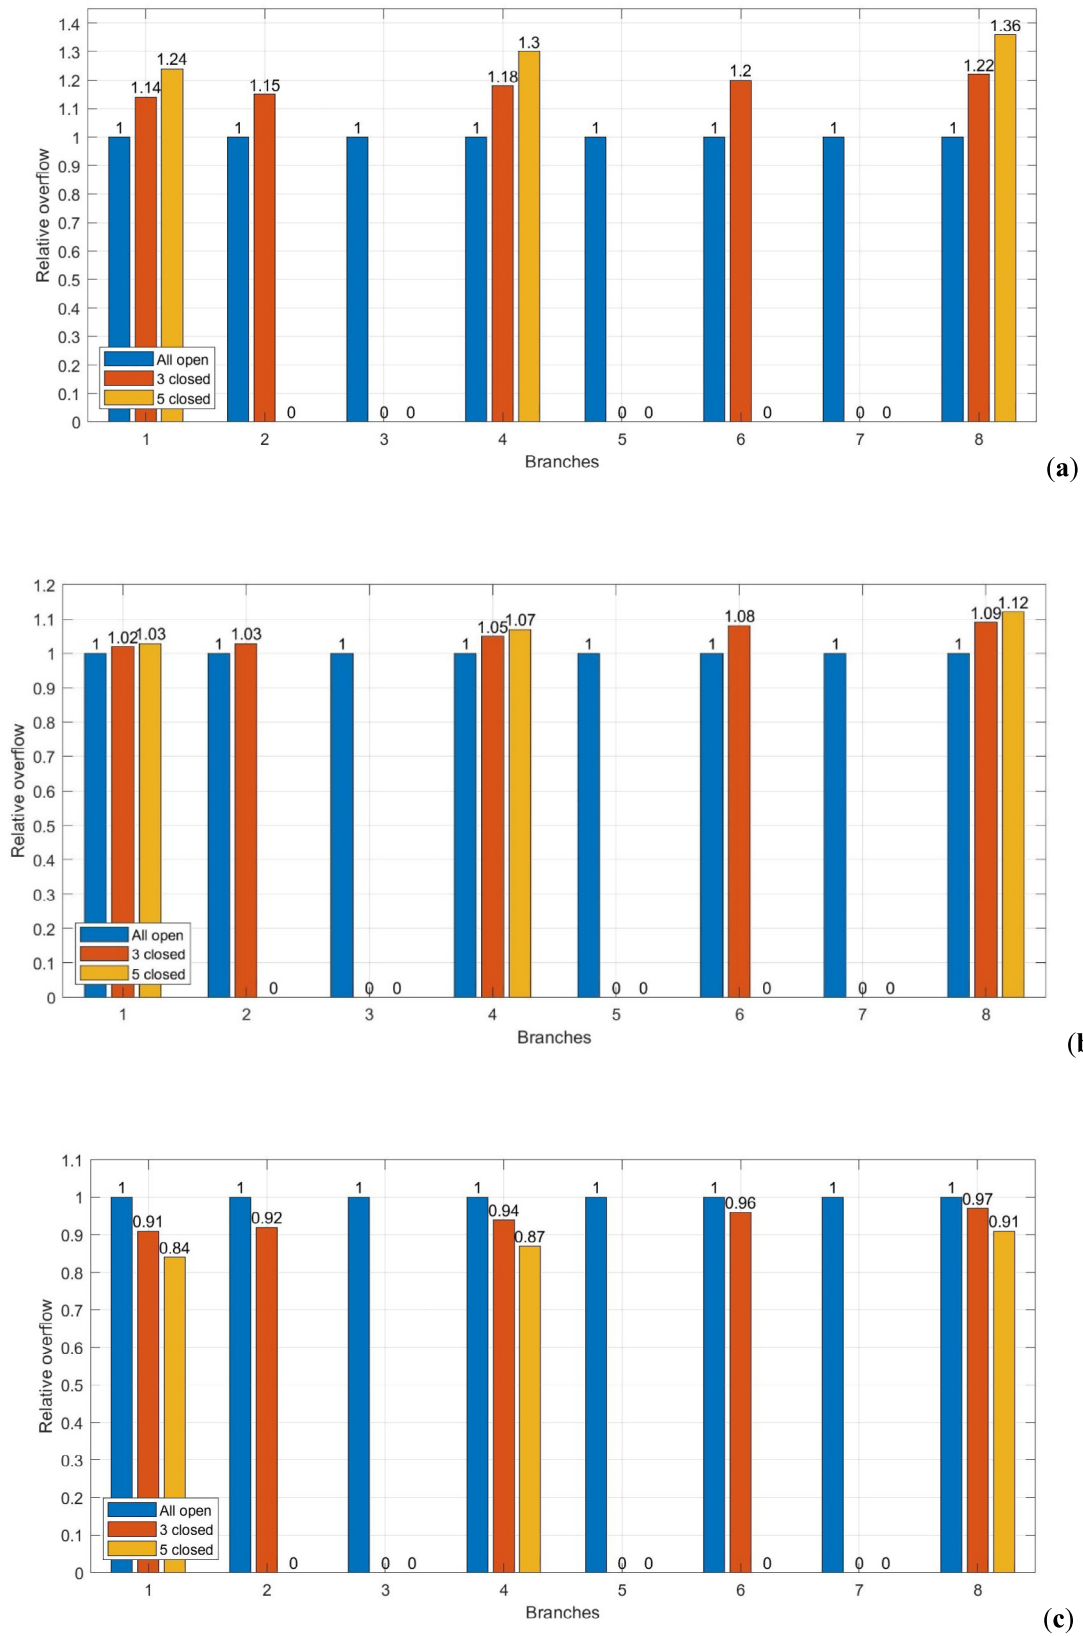 1.4
1.3
1.2
1.1
1
0.9
0.8
0.7
0.6
0.5
0.4
0.3
0.2
0.1
0
Relative overflow
1 1.14 1.24
1 1.15 0
1 0 0
1 1.18 1.3
1 0 0
1 1.2 0
1 0 0
1 1.22 1.36
All open
3 closed
5 closed
1 2 3 4 5 6 7 8
Branches
(a)
1.2
1.1
1
0.9
0.8
0.7
0.6
0.5
0.4
0.3
0.2
0.1
0
Relative overflow
1 1.02 1.03
1 1.03 0
1 0 0
1 1.05 1.07
1 0 0
1 1.08 0
1 0 0
1 1.09 1.12
All open
3 closed
5 closed
1 2 3 4 5 6 7 8
Branches
(b
1.1
1
0.9
0.8
0.7
0.6
0.5
0.4
0.3
0.2
0.1
0
Relative overflow
1 0.91 0.84
1 0.92 0
1 0 0
1 0.94 0.87
1 0 0
1 0.96 0
1 0 0
1 0.97 0.91
All open
3 closed
5 closed
1 2 3 4 5 6 7 8
Branches
(c)